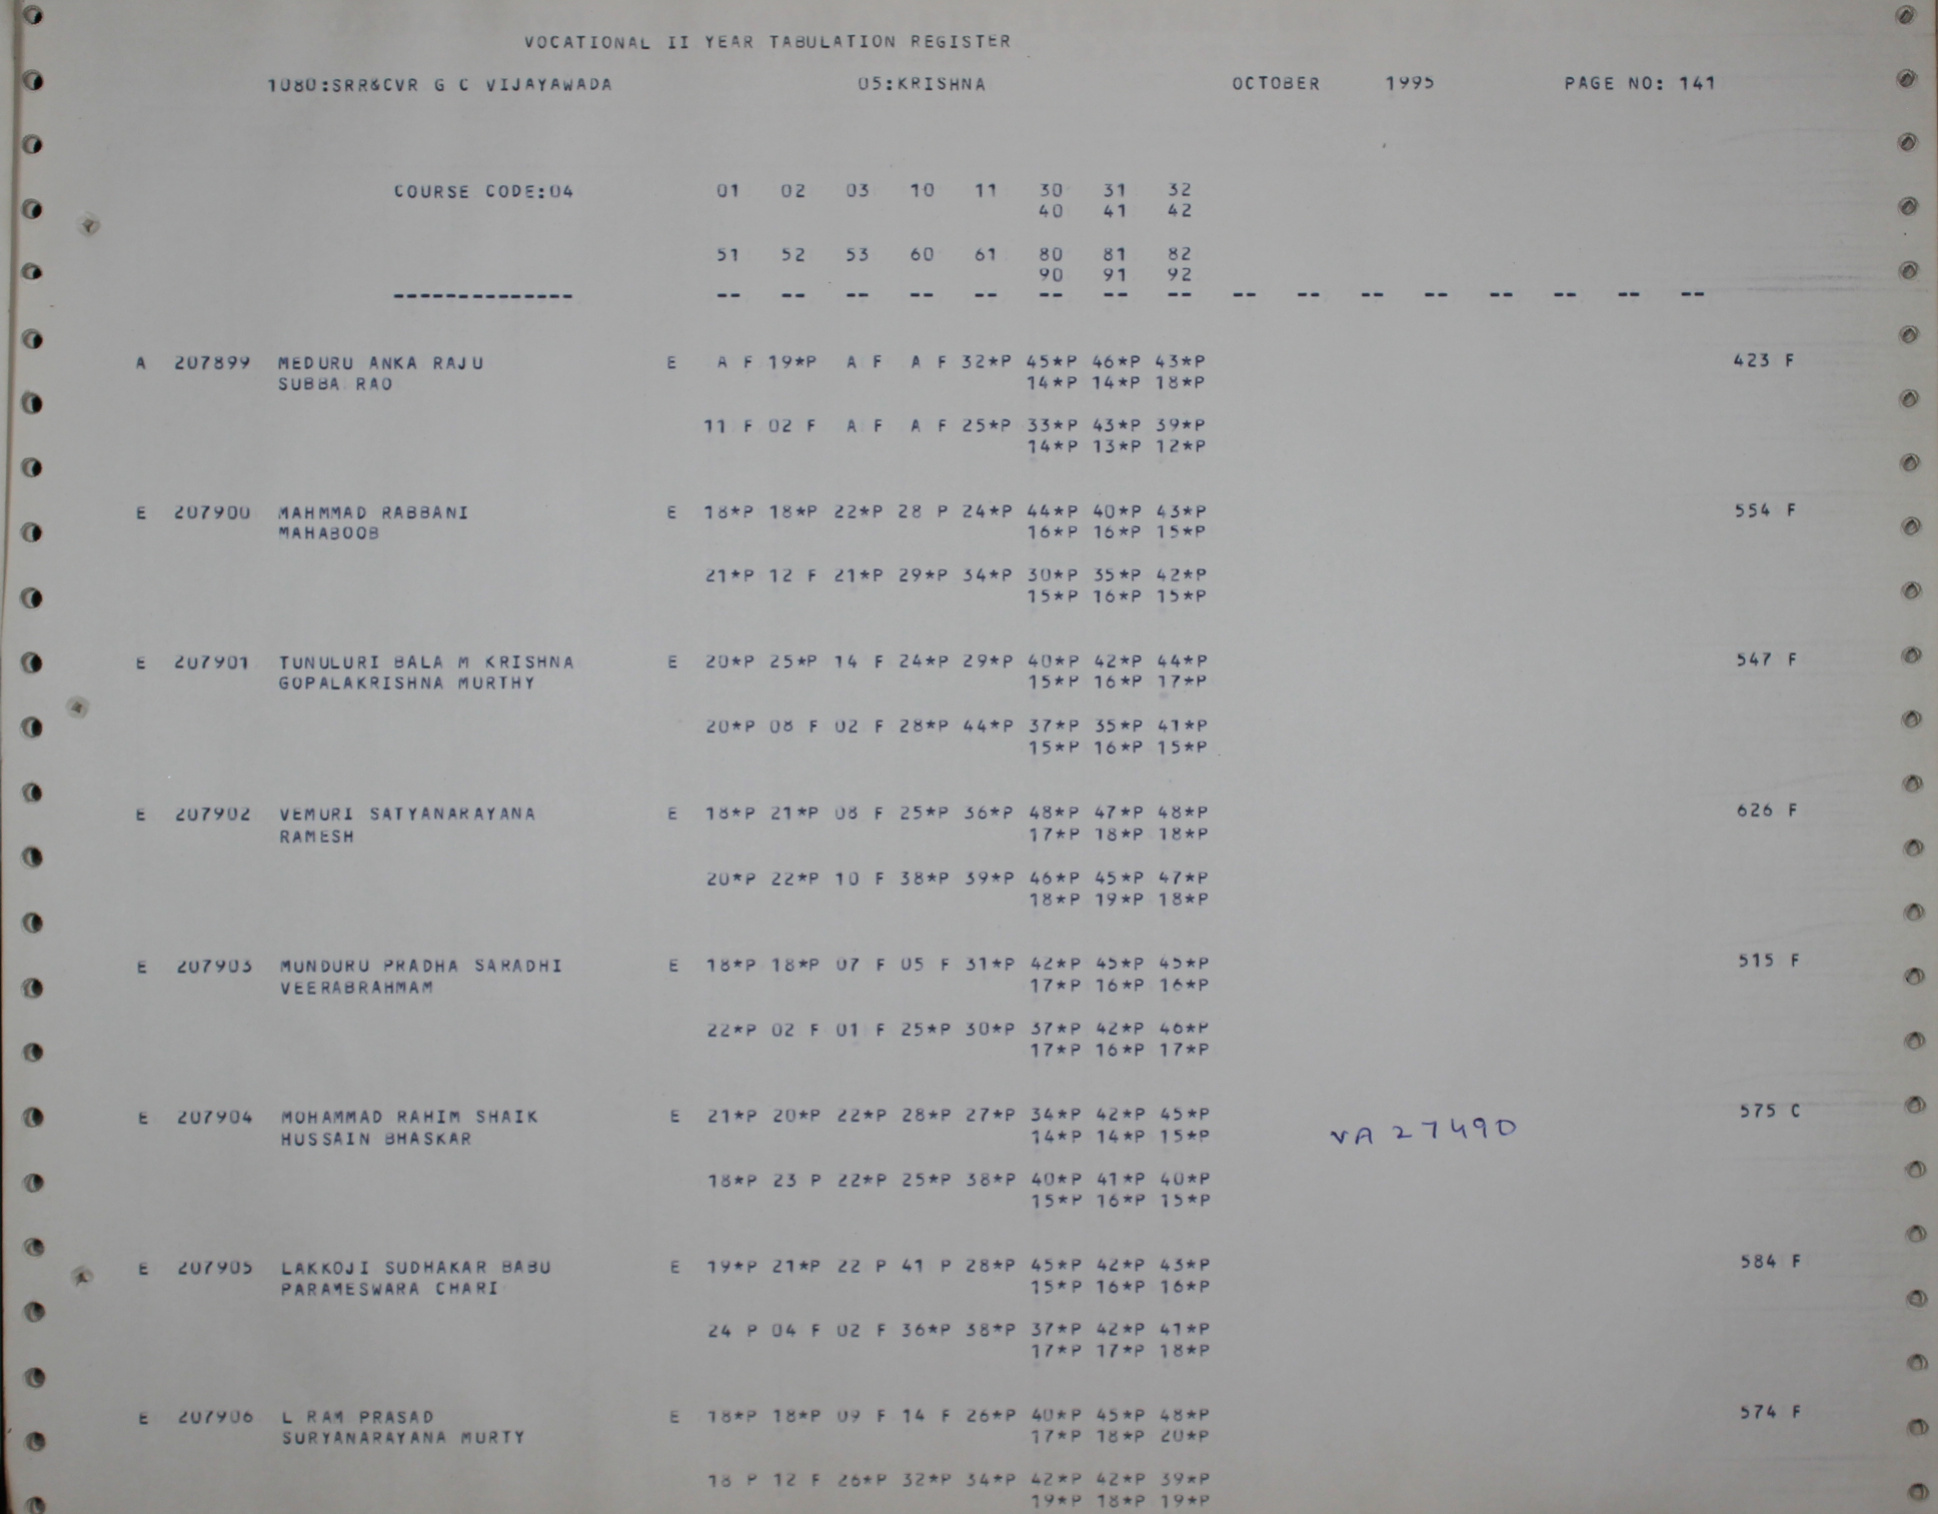 VOCATIONAL II YEAR TABULATION REGISTER
1080:SRR&CVR G C VIJAYAWADA 05:KRISHNA OCTOBER 1995 PAGE NO: 141
COURSE CODE:04 01 02 03 10 11 30 31 32
40 41 42
51 52 53 60 61 80 81 82
90 91 92
-------------- -- -- -- -- -- -- -- -- -- -- -- -- -- -- -- --
A 207899 MEDURU ANKA RAJU E A F 19*P A F A F 32*P 45*P 46*P 43*P 423 F
SUBBA RAO 14*P 14*P 18*P
11 F 02 F A F A F 25*P 33*P 43*P 39*P
14*P 13*P 12*P
E 207900 MAHMMAD RABBANI E 18*P 18*P 22*P 28 P 24*P 44*P 40*P 43*P 554 F
MAHABOOB 16*P 16*P 15*P
21*P 12 F 21*P 29*P 34*P 30*P 35*P 42*P
15*P 16*P 15*P
E 207901 TUNULURI BALA M KRISHNA E 20*P 25*P 14 F 24*P 29*P 40*P 42*P 44*P 547 F
GOPALAKRISHNA MURTHY 15*P 16*P 17*P
20*P 08 F 02 F 28*P 44*P 37*P 35*P 41*P
15*P 16*P 15*P
E 207902 VEMURI SATYANARAYANA E 18*P 21*P 08 F 25*P 36*P 48*P 47*P 48*P 626 F
RAMESH 17*P 18*P 18*P
20*P 22*P 10 F 38*P 39*P 46*P 45*P 47*P
18*P 19*P 18*P
E 207903 MUNDURU PRADHA SARADHI E 18*P 18*P 07 F 05 F 31*P 42*P 45*P 45*P 515 F
VEERABRAHMAM 17*P 16*P 16*P
22*P 02 F 01 F 25*P 30*P 37*P 42*P 46*P
17*P 16*P 17*P
E 207904 MOHAMMAD RAHIM SHAIK E 21*P 20*P 22*P 28*P 27*P 34*P 42*P 45*P 575 C
HUSSAIN BHASKAR 14*P 14*P 15*P VA 27490
18*P 23 P 22*P 25*P 38*P 40*P 41*P 40*P
15*P 16*P 15*P
E 207905 LAKKOJI SUDHAKAR BABU E 19*P 21*P 22 P 41 P 28*P 45*P 42*P 43*P 584 F
PARAMESWARA CHARI 15*P 16*P 16*P
24 P 04 F 02 F 36*P 38*P 37*P 42*P 41*P
17*P 17*P 18*P
E 207906 L RAM PRASAD E 18*P 18*P 09 F 14 F 26*P 40*P 45*P 48*P 574 F
SURYANARAYANA MURTY 17*P 18*P 20*P
18 P 12 F 26*P 32*P 34*P 42*P 42*P 39*P
19*P 18*P 19*P